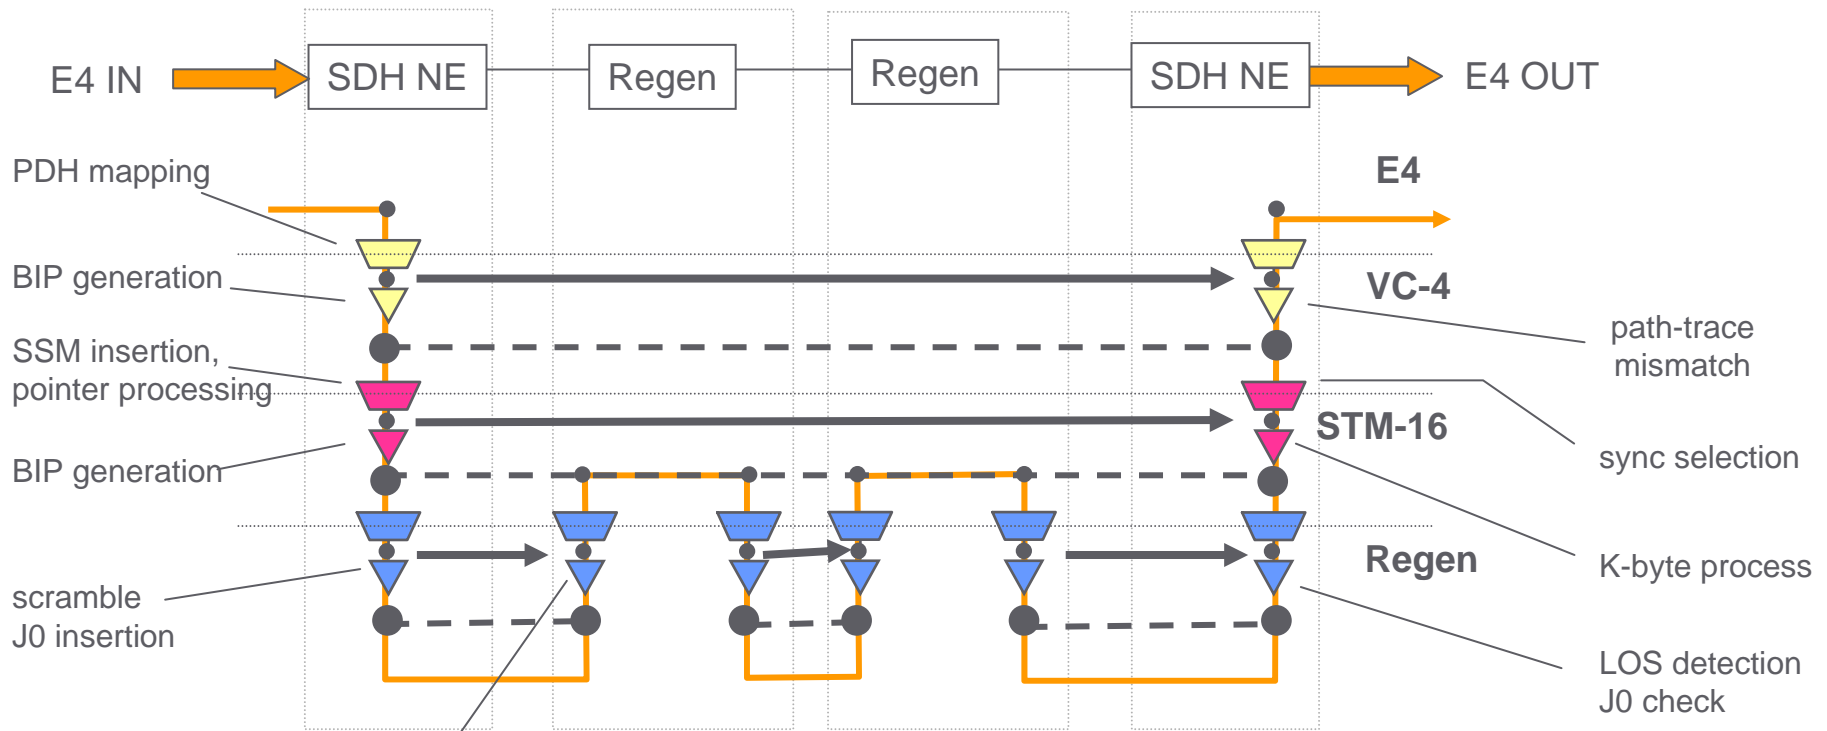 E4 IN
SDH NE
Regen
Regen
SDH NE
E4 OUT
PDH mapping
E4
BIP generation
VC-4
SSM insertion,
pointer processing
path-trace
mismatch
STM-16
BIP generation
sync selection
Regen
K-byte process
scramble
J0 insertion
LOS detection
J0 check